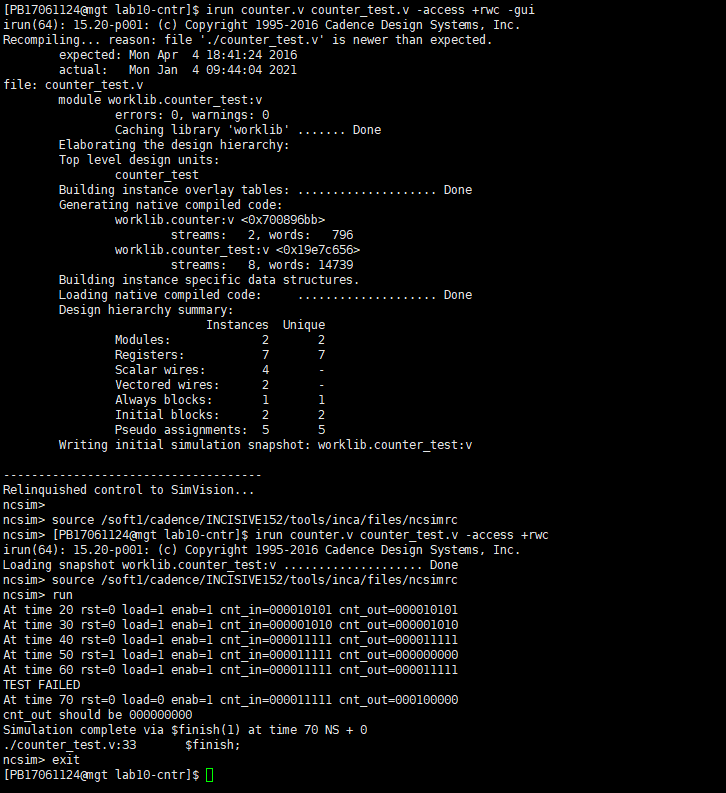 [PB17061124@mgt lab10-cntr]$ irun counter.v counter_test.v -access +rwc -gui
irun(64): 15.20-p001: (c) Copyright 1995-2016 Cadence Design Systems, Inc.
Recompiling... reason: file './counter_test.v' is newer than expected.
        expected: Mon Apr  4 18:41:24 2016
        actual:   Mon Jan  4 09:44:04 2021
file: counter_test.v
        module worklib.counter_test:v
                errors: 0, warnings: 0
                Caching library 'worklib' ....... Done
        Elaborating the design hierarchy:
        Top level design units:
                counter_test
        Building instance overlay tables: .................... Done
        Generating native compiled code:
                worklib.counter:v <0x700896bb>
                        streams:   2, words:   796
                worklib.counter_test:v <0x19e7c656>
                        streams:   8, words: 14739
        Building instance specific data structures.
        Loading native compiled code:     .................... Done
        Design hierarchy summary:
                             Instances  Unique
                Modules:             2       2
                Registers:           7       7
                Scalar wires:        4       -
                Vectored wires:      2       -
                Always blocks:       1       1
                Initial blocks:      2       2
                Pseudo assignments:  5       5
        Writing initial simulation snapshot: worklib.counter_test:v
-------------------------------------
Relinquished control to SimVision...
ncsim>
ncsim> source /soft1/cadence/INCISIVE152/tools/inca/files/ncsimrc
ncsim> [PB17061124@mgt lab10-cntr]$ irun counter.v counter_test.v -access +rwc
irun(64): 15.20-p001: (c) Copyright 1995-2016 Cadence Design Systems, Inc.
Loading snapshot worklib.counter_test:v .................... Done
ncsim> source /soft1/cadence/INCISIVE152/tools/inca/files/ncsimrc
ncsim> run
At time 20 rst=0 load=1 enab=1 cnt_in=000010101 cnt_out=000010101
At time 30 rst=0 load=1 enab=1 cnt_in=000001010 cnt_out=000001010
At time 40 rst=0 load=1 enab=1 cnt_in=000011111 cnt_out=000011111
At time 50 rst=1 load=1 enab=1 cnt_in=000011111 cnt_out=000000000
At time 60 rst=0 load=1 enab=1 cnt_in=000011111 cnt_out=000011111
TEST FAILED
At time 70 rst=0 load=0 enab=1 cnt_in=000011111 cnt_out=000100000
cnt_out should be 000000000
Simulation complete via $finish(1) at time 70 NS + 0
./counter_test.v:33       $finish;
ncsim> exit
[PB17061124@mgt lab10-cntr]$